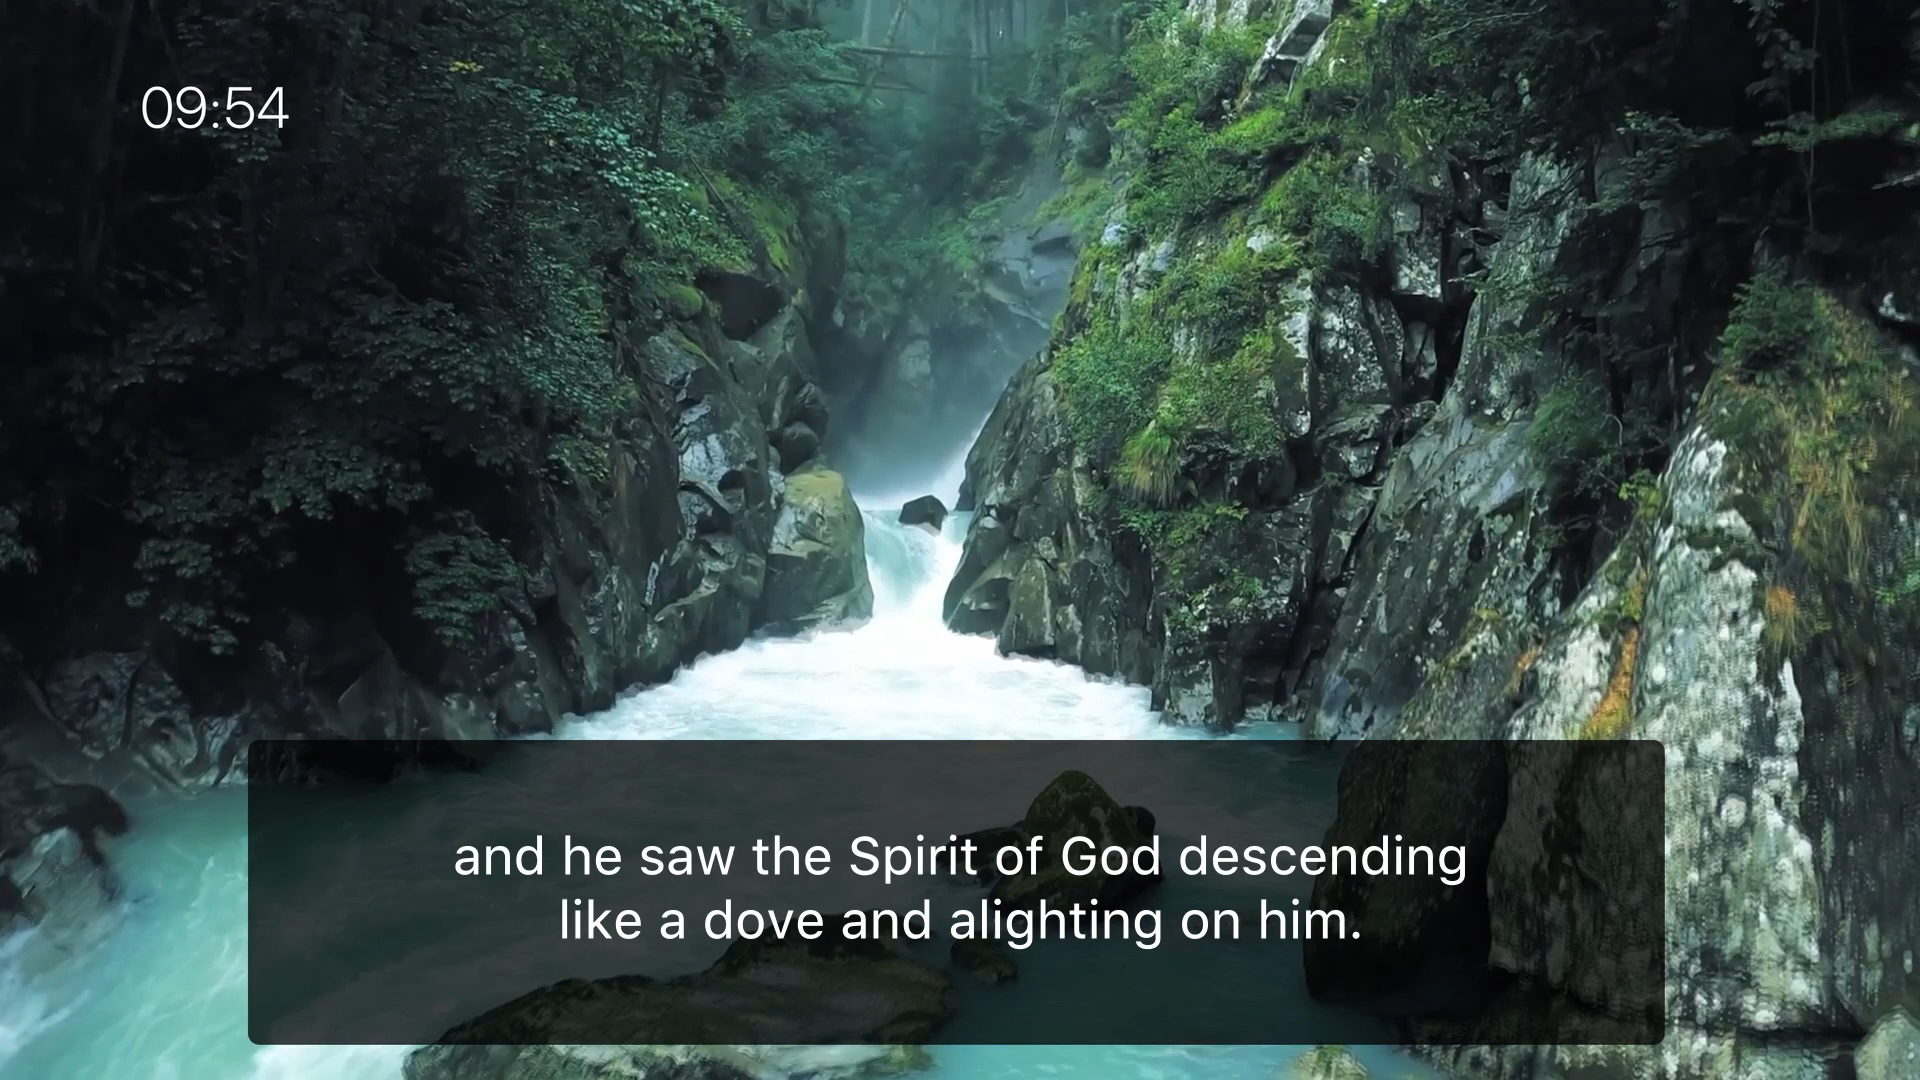 09:54
and he saw the Spirit of God descending
like a dove and alighting on him.